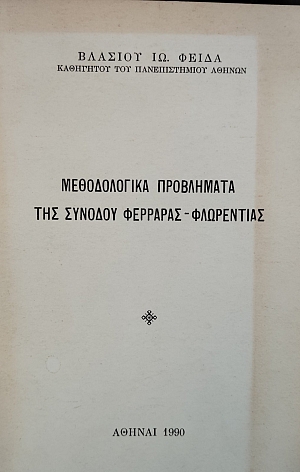 ΒΛΑΣΙΟΥ ΙΩ. ΦΕΙΔΑ
ΚΑΘΗΓΗΤΟΥ ΤΟΥ ΠΑΝΕΠΙΣΤΗΜΙΟΥ ΑΘΗΝΩΝ
ΜΕΘΟΔΟΛΟΓΙΚΑ ΠΡΟΒΛΗΜΑΤΑ
ΤΗΣ ΣΥΝΟΔΟΥ ΦΕΡΡΑΡΑΣ-ΦΛΩΡΕΝΤΙΑΣ
ΑΘΗΝΑΙ 1990